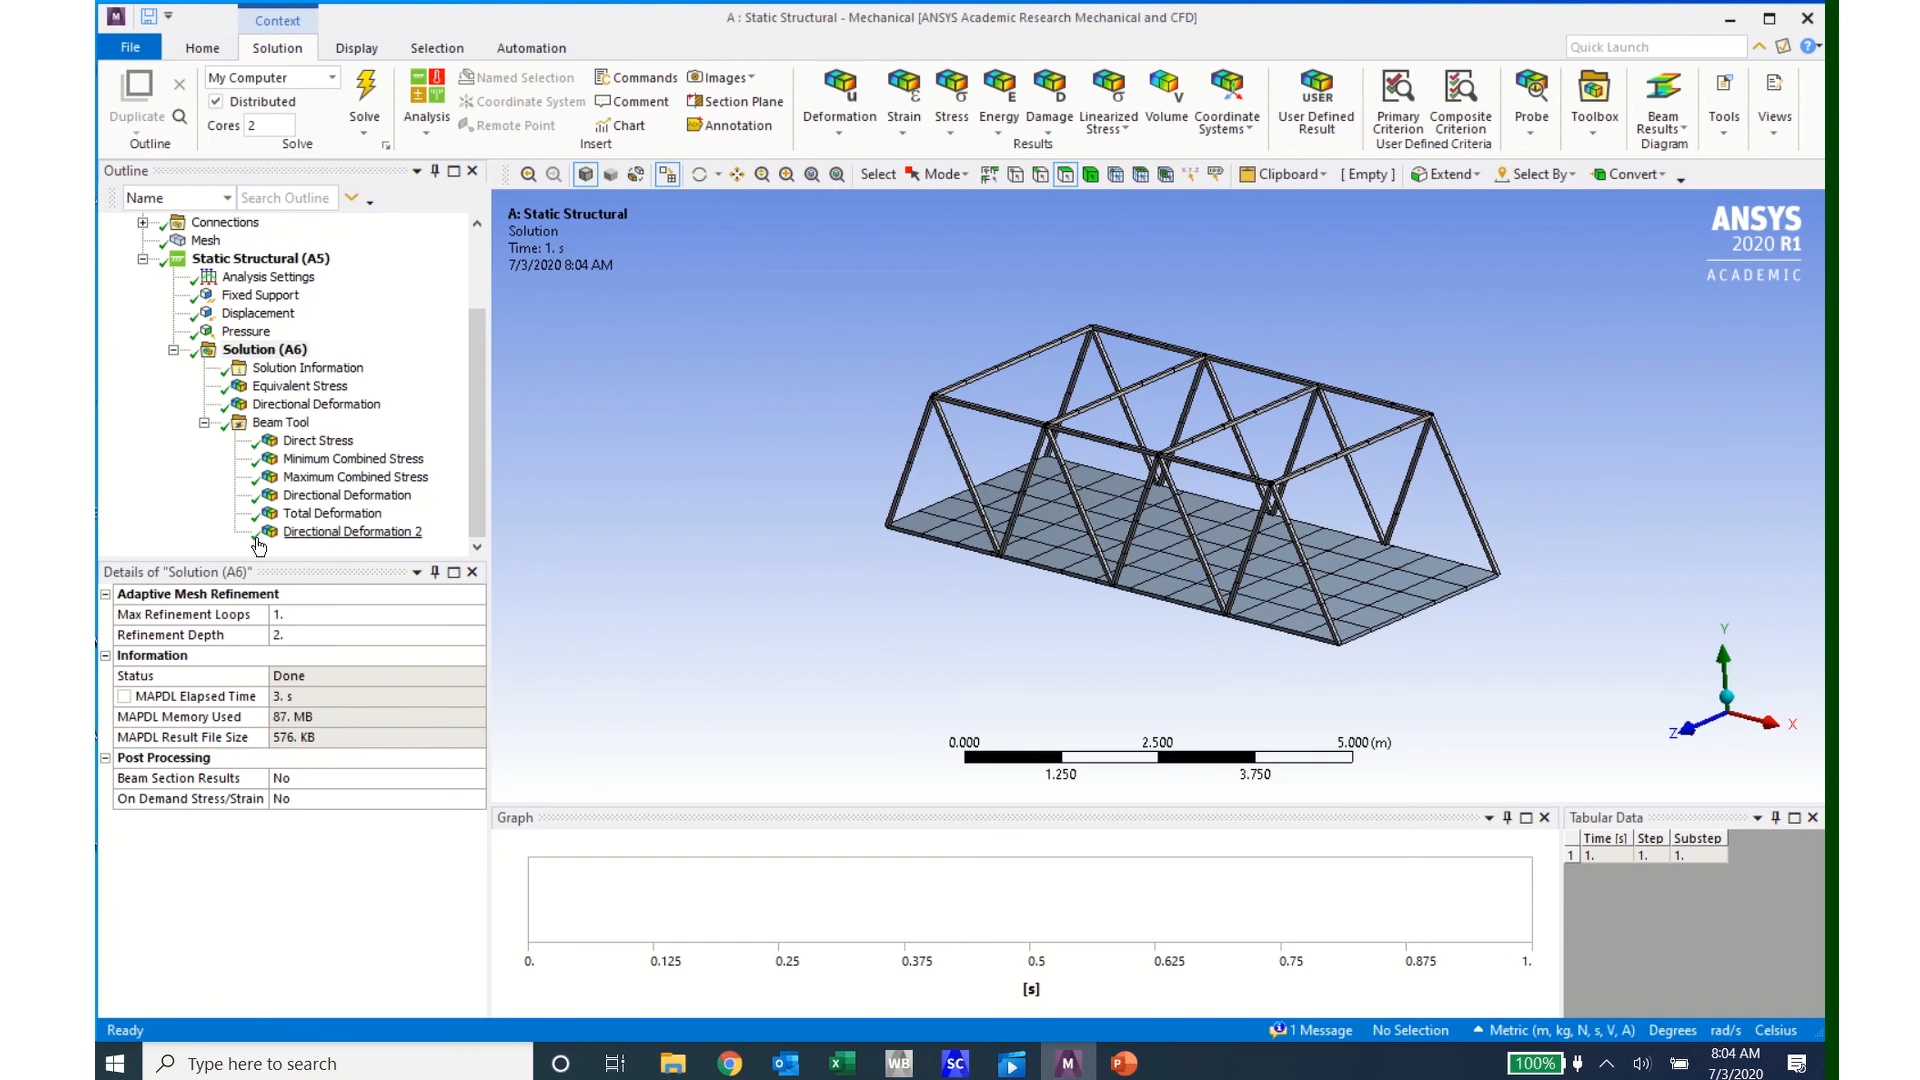 Context
A : Static Structural - Mechanical [ANSYS Academic Research Mechanical and CFD]
File Home Solution Display Selection Automation
Quick Launch
Duplicate
Outline
My Computer
Distributed
Cores 2
Solve
Solve
Analysis
Named Selection
Coordinate System
Remote Point
Commands
Comment
Chart
Images
Section Plane
Annotation
Insert
Deformation
Strain
Stress
Energy
Damage
Linearized Stress
Volume
Coordinate Systems
Results
USER
User Defined Result
Primary Criterion
Composite Criterion
User Defined Criteria
Probe
Toolbox
Beam Results
Diagram
Tools
Views
Outline
Name Search Outline
Select Mode Clipboard [ Empty ] Extend Select By Convert
Connections
Mesh
Static Structural (A5)
Analysis Settings
Fixed Support
Displacement
Pressure
Solution (A6)
Solution Information
Equivalent Stress
Directional Deformation
Beam Tool
Direct Stress
Minimum Combined Stress
Maximum Combined Stress
Directional Deformation
Total Deformation
Directional Deformation 2
Details of "Solution (A6)"
Adaptive Mesh Refinement
Max Refinement Loops 1.
Refinement Depth 2.
Information
Status Done
MAPDL Elapsed Time 3. s
MAPDL Memory Used 87. MB
MAPDL Result File Size 576. KB
Post Processing
Beam Section Results No
On Demand Stress/Strain No
A: Static Structural
Solution
Time: 1. s
7/3/2020 8:04 AM
ANSYS
2020 R1
ACADEMIC
Y
X
Z
0.000 2.500 5.000 (m)
1.250 3.750
Graph
0. 0.125 0.25 0.375 0.5 0.625 0.75 0.875 1.
[s]
Tabular Data
Time [s] Step Substep
1 1. 1. 1.
Ready
1 Message No Selection Metric (m, kg, N, s, V, A) Degrees rad/s Celsius
Type here to search
WB
SC
M
100%
8:04 AM
7/3/2020